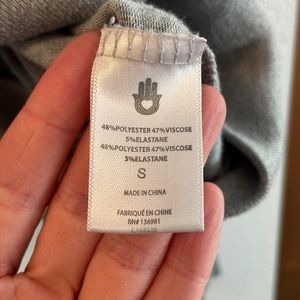 48%POLYESTER 47%VISCOSE
5%ELASTANE
48%POLYESTER 47%VISCOSE
5%ELASTANE
S
MADE IN CHINA
FABRIQUÉ EN CHINE
RN# 136981